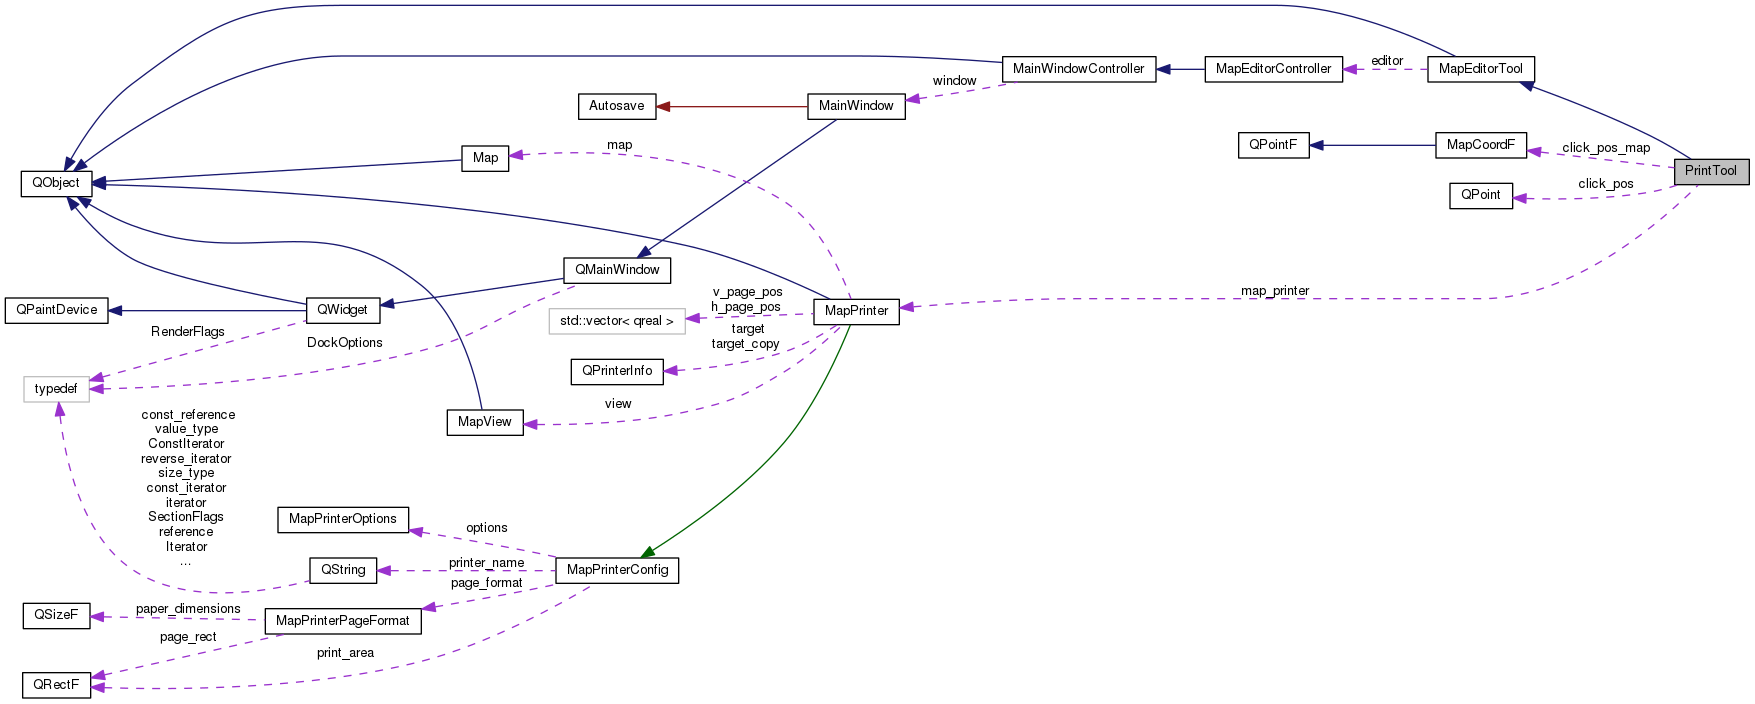 MainWindowController
MapEditorController
editor
MapEditorTool
window
Autosave
MainWindow
QPointF
MapCoordF
click_pos_map
map
Map
PrintTool
QObject
click_pos
QPoint
QMainWindow
map_printer
QPaintDevice
QWidget
v_page_pos
h_page_pos
std::vector< qreal >
MapPrinter
RenderFlags
DockOptions
target
target_copy
QPrinterInfo
typedef
view
MapView
const_reference
value_type
ConstIterator
reverse_iterator
size_type
const_iterator
iterator
SectionFlags
reference
Iterator
...
MapPrinterOptions
options
QString
printer_name
MapPrinterConfig
page_format
QSizeF
paper_dimensions
MapPrinterPageFormat
page_rect
print_area
QRectF